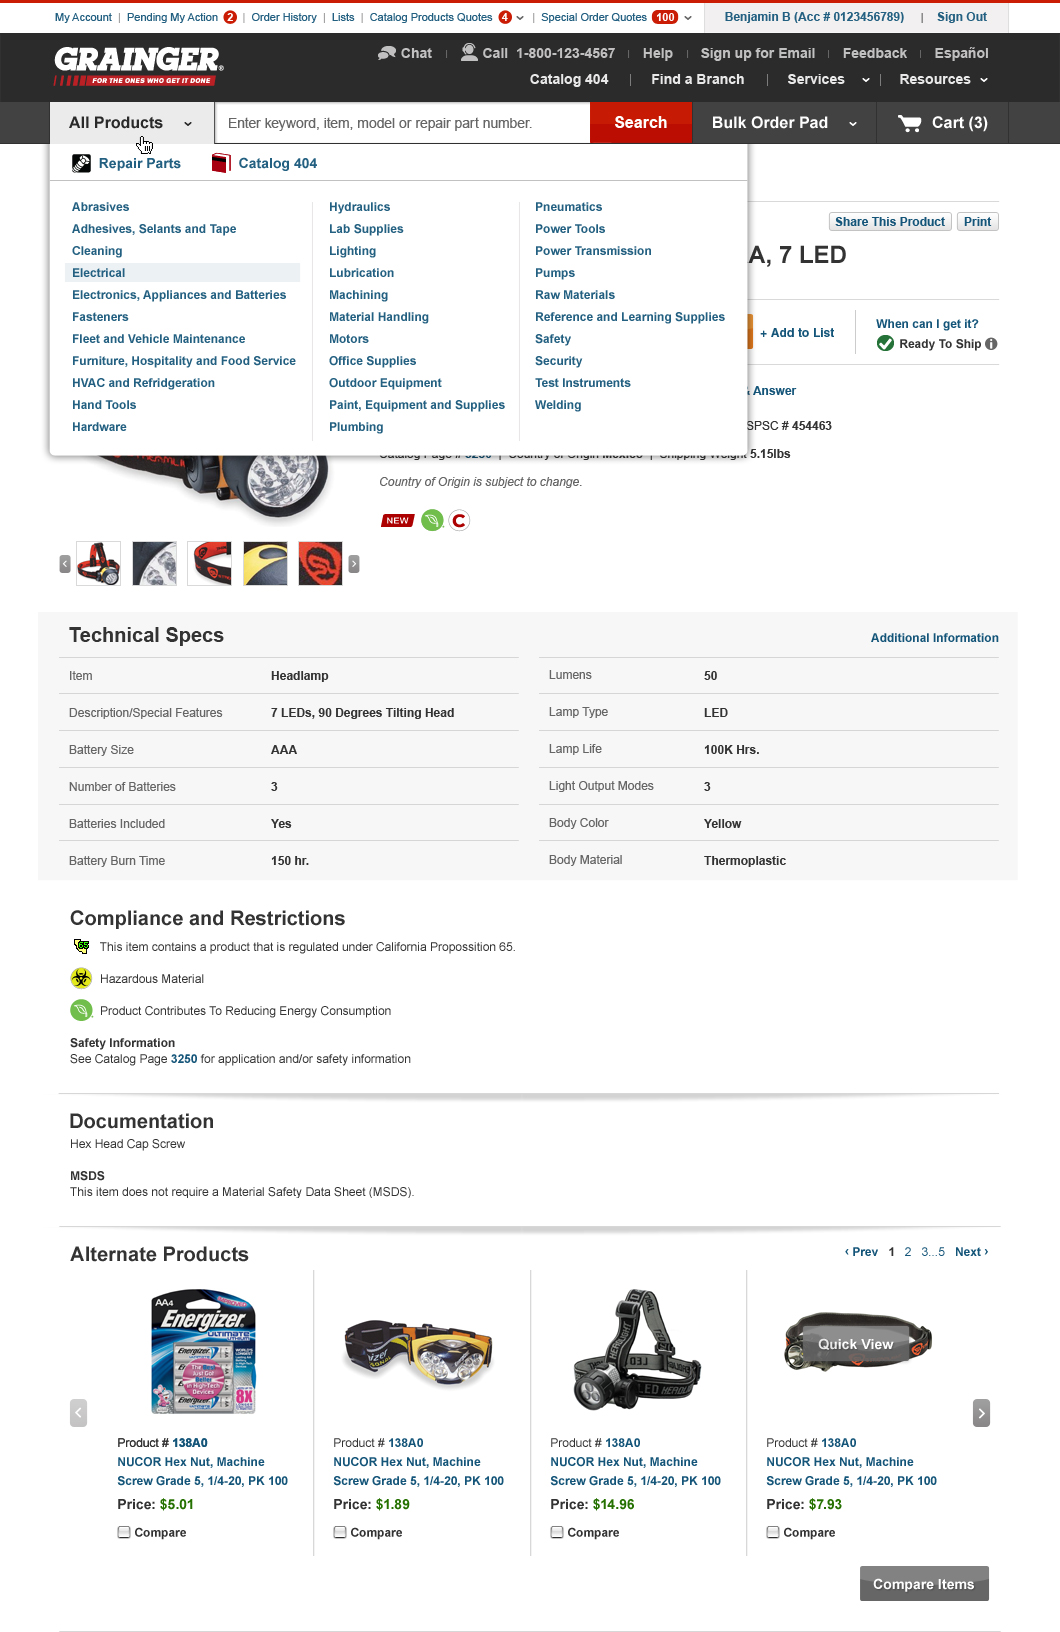 My Account | Pending My Action 2 | Order History | Lists | Catalog Products Quotes 4 | Special Order Quotes 100 Benjamin B (Acc # 0123456789) | Sign Out
GRAINGER®
FOR THE ONES WHO GET IT DONE
Chat | Call 1-800-123-4567 | Help | Sign up for Email | Feedback | Español
Catalog 404 | Find a Branch | Services | Resources
All Products
Enter keyword, item, model or repair part number.
Search
Bulk Order Pad
Cart (3)
Repair Parts
Catalog 404
Abrasives
Adhesives, Selants and Tape
Cleaning
Electrical
Electronics, Appliances and Batteries
Fasteners
Fleet and Vehicle Maintenance
Furniture, Hospitality and Food Service
HVAC and Refridgeration
Hand Tools
Hardware
Hydraulics
Lab Supplies
Lighting
Lubrication
Machining
Material Handling
Motors
Office Supplies
Outdoor Equipment
Paint, Equipment and Supplies
Plumbing
Pneumatics
Power Tools
Power Transmission
Pumps
Raw Materials
Reference and Learning Supplies
Safety
Security
Test Instruments
Welding
Share This Product
Print
A, 7 LED
+ Add to List
When can I get it?
Ready To Ship
& Answer
SPSC # 454463
Catalog Page # 3250 | Country of Origin Mexico | Shipping Weight 5.15lbs
Country of Origin is subject to change.
NEW
C
Technical Specs
Additional Information
Item Headlamp
Description/Special Features 7 LEDs, 90 Degrees Tilting Head
Battery Size AAA
Number of Batteries 3
Batteries Included Yes
Battery Burn Time 150 hr.
Lumens 50
Lamp Type LED
Lamp Life 100K Hrs.
Light Output Modes 3
Body Color Yellow
Body Material Thermoplastic
Compliance and Restrictions
This item contains a product that is regulated under California Propossition 65.
Hazardous Material
Product Contributes To Reducing Energy Consumption
Safety Information
See Catalog Page 3250 for application and/or safety information
Documentation
Hex Head Cap Screw
MSDS
This item does not require a Material Safety Data Sheet (MSDS).
Alternate Products
‹ Prev 1 2 3...5 Next ›
AA4
Energizer
ULTIMATE
8X
Quick View
Product # 138A0
NUCOR Hex Nut, Machine
Screw Grade 5, 1/4-20, PK 100
Price: $5.01
Compare
Product # 138A0
NUCOR Hex Nut, Machine
Screw Grade 5, 1/4-20, PK 100
Price: $1.89
Compare
Product # 138A0
NUCOR Hex Nut, Machine
Screw Grade 5, 1/4-20, PK 100
Price: $14.96
Compare
Product # 138A0
NUCOR Hex Nut, Machine
Screw Grade 5, 1/4-20, PK 100
Price: $7.93
Compare
Compare Items